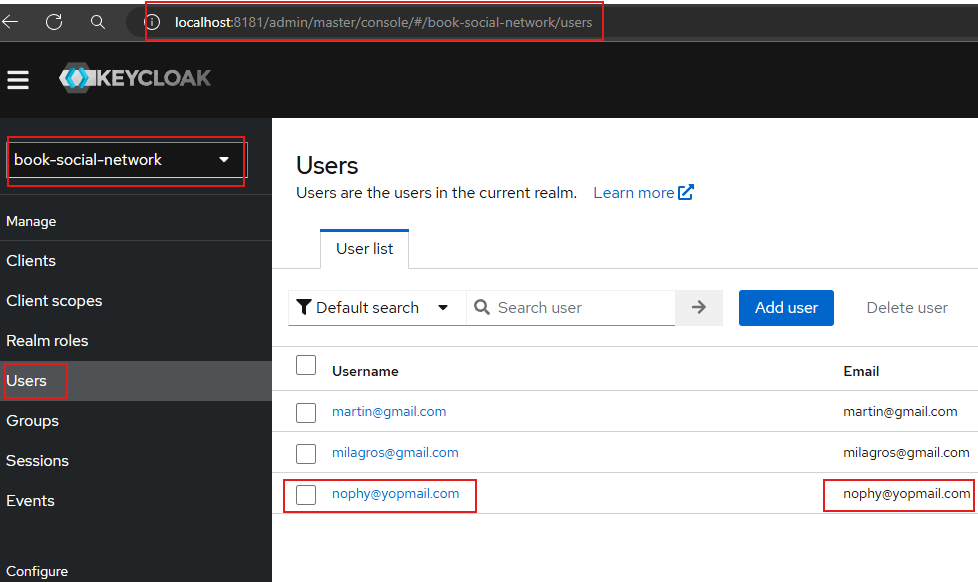 localhost:8181/admin/master/console/#/book-social-network/users
KEYCLOAK
book-social-network
Manage
Clients
Client scopes
Realm roles
Users
Groups
Sessions
Events
Configure
Users
Users are the users in the current realm. Learn more
User list
Default search Search user Add user Delete user
Username Email
martin@gmail.com martin@gmail.com
milagros@gmail.com milagros@gmail.com
nophy@yopmail.com nophy@yopmail.com